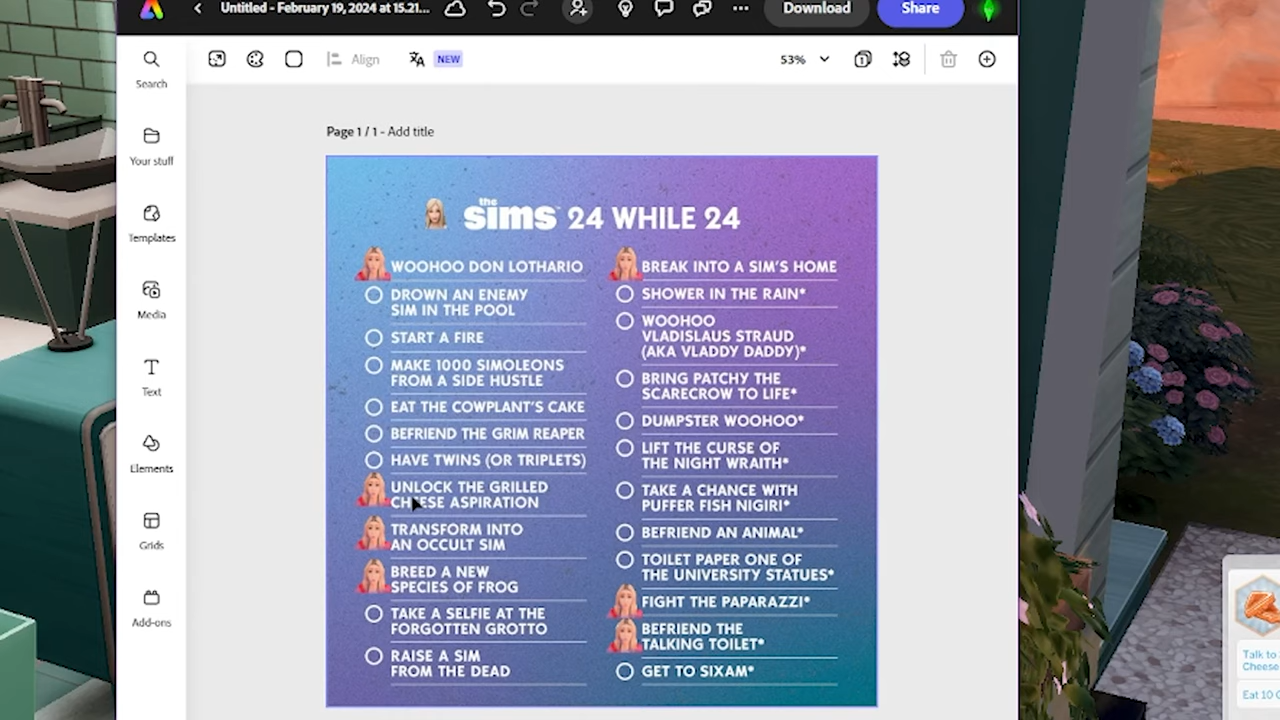 Untitled - February 19, 2024 at 15.21...
Download
Share
Search
Your stuff
Templates
Media
Text
Elements
Grids
Add-ons
Align
NEW
53%
Page 1 / 1 - Add title
the sims 24 WHILE 24
WOOHOO DON LOTHARIO
DROWN AN ENEMY
SIM IN THE POOL
START A FIRE
MAKE 1000 SIMOLEONS
FROM A SIDE HUSTLE
EAT THE COWPLANT'S CAKE
BEFRIEND THE GRIM REAPER
HAVE TWINS (OR TRIPLETS)
UNLOCK THE GRILLED
CHEESE ASPIRATION
TRANSFORM INTO
AN OCCULT SIM
BREED A NEW
SPECIES OF FROG
TAKE A SELFIE AT THE
FORGOTTEN GROTTO
RAISE A SIM
FROM THE DEAD
BREAK INTO A SIM'S HOME
SHOWER IN THE RAIN*
WOOHOO
VLADISLAUS STRAUD
(AKA VLADDY DADDY)*
BRING PATCHY THE
SCARECROW TO LIFE*
DUMPSTER WOOHOO*
LIFT THE CURSE OF
THE NIGHT WRAITH*
TAKE A CHANCE WITH
PUFFER FISH NIGIRI*
BEFRIEND AN ANIMAL*
TOILET PAPER ONE OF
THE UNIVERSITY STATUES*
FIGHT THE PAPARAZZI*
BEFRIEND THE
TALKING TOILET*
GET TO SIXAM*
Talk to
Cheese
Eat 10